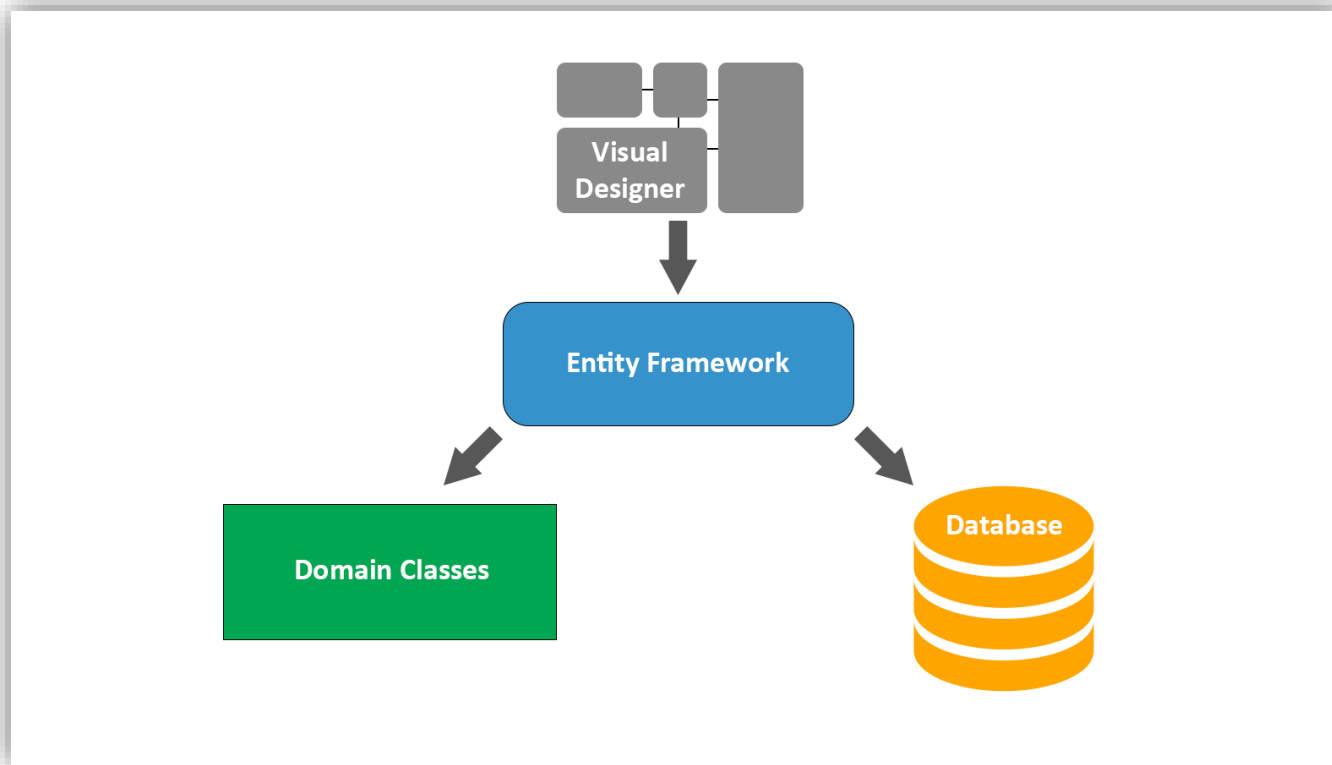 Visual
Designer
Entity Framework
Domain Classes
Database